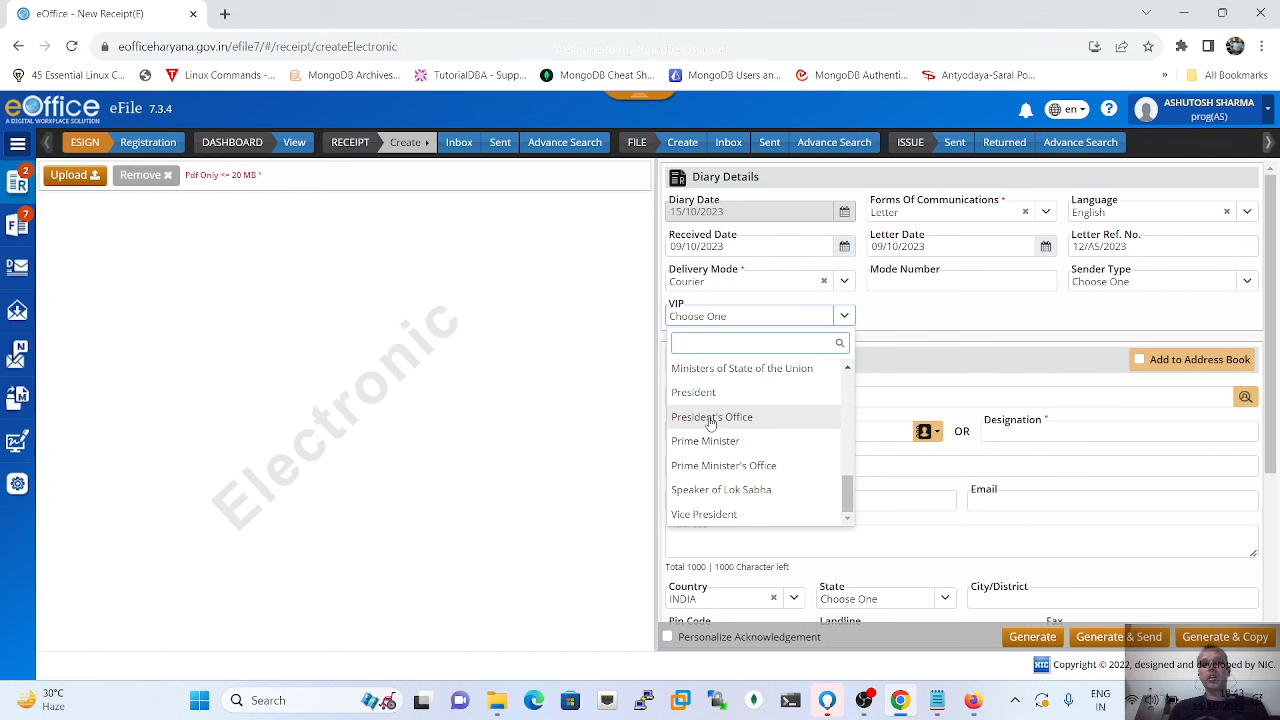 eOffice - New Receipt(E)
eofficeharyana.gov.in/efile7/#/receipt/createElectronic
45 Essential Linux C...
Linux Commands -...
MongoDB Archives...
TutorialDBA - Supp...
MongoDB Cheat Sh...
MongoDB Users an...
MongoDB Authenti...
Antyodaya-Saral Po...
» All Bookmarks
eOffice eFile 7.3.4
A DIGITAL WORKPLACE SOLUTION
en
ASHUTOSH SHARMA
prog(AS)
ESIGN Registration DASHBOARD View RECEIPT Create Inbox Sent Advance Search FILE Create Inbox Sent Advance Search ISSUE Sent Returned Advance Search
2
7
Upload Remove Pdf Only <= 20 MB *
Electronic
Diary Details
Diary Date Forms Of Communications * Language
15/10/2023 Letter English
Received Date Letter Date Letter Ref. No.
09/10/2023 09/10/2023 12/AS/2023
Delivery Mode * Mode Number Sender Type
Courier Choose One
VIP
Choose One
Ministers of State of the Union
President
President's Office
Prime Minister
Prime Minister's Office
Speaker of Lok Sabha
Vice President
Add to Address Book
OR Designation *
Email
Total 1000 | 1000 Character left
Country State City/District
INDIA Choose One
Pin Code Landline Fax
Personalize Acknowledgement Generate Generate & Send Generate & Copy
Copyright © 2022, designed and developed by NIC.
30°C
Haze
Search
ENG
IN
18:43
15-10-2023